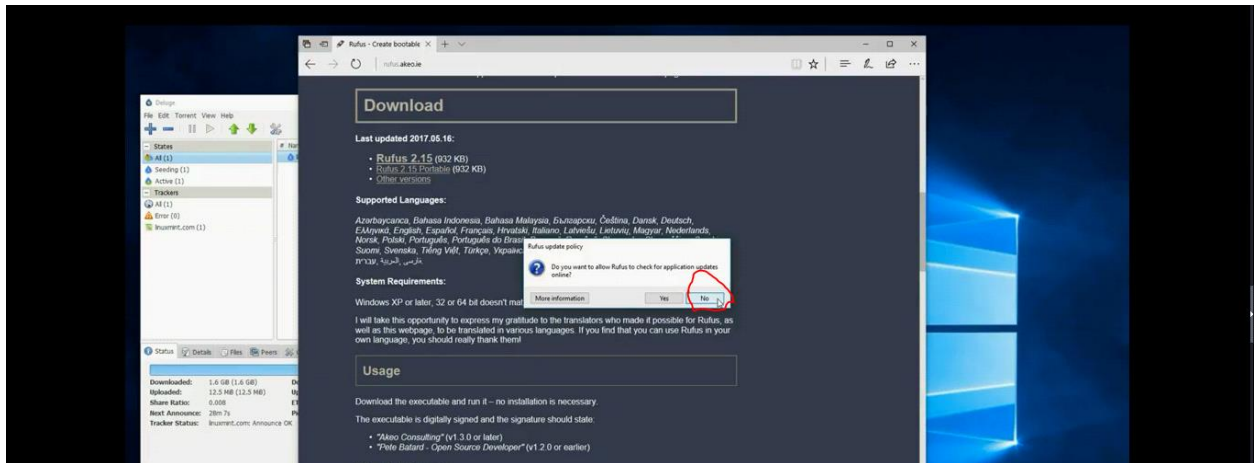 Rufus - Create bootable
rufus.akeo.ie
Deluge
File Edit Torrent View Help
States
All (1)
Seeding (1)
Active (1)
Trackers
All (1)
Error (0)
linuxmint.com (1)
Status Details Files Peers
Downloaded: 1.6 GB (1.6 GB)
Uploaded: 12.5 MB (12.5 MB)
Share Ratio: 0.008
Next Announce: 28m 7s
Tracker Status: linuxmint.com: Announce OK
Download
Last updated 2017.05.16:
• Rufus 2.15 (932 KB)
• Rufus 2.15 Portable (932 KB)
• Other versions
Supported Languages:
Azərbaycanca, Bahasa Indonesia, Bahasa Malaysia, Български, Čeština, Dansk, Deutsch,
Ελληνικά, English, Español, Français, Hrvatski, Italiano, Latviešu, Lietuvių, Magyar, Nederlands,
Norsk, Polski, Português, Português do
Suomi, Svenska, Tiếng Việt, Türkçe,
فارسی, العربية, עברית
System Requirements:
Windows XP or later, 32 or 64 bit doesn't
I will take this opportunity to express my gratitude to the translators who made it possible for Rufus, as
well as this webpage, to be translated in various languages. If you find that you can use Rufus in your
own language, you should really thank them!
Usage
Download the executable and run it – no installation is necessary.
The executable is digitally signed and the signature should state:
• "Akeo Consulting" (v1.3.0 or later)
• "Pete Batard - Open Source Developer" (v1.2.0 or earlier)
Rufus update policy
Do you want to allow Rufus to check for application updates
online?
More information Yes No